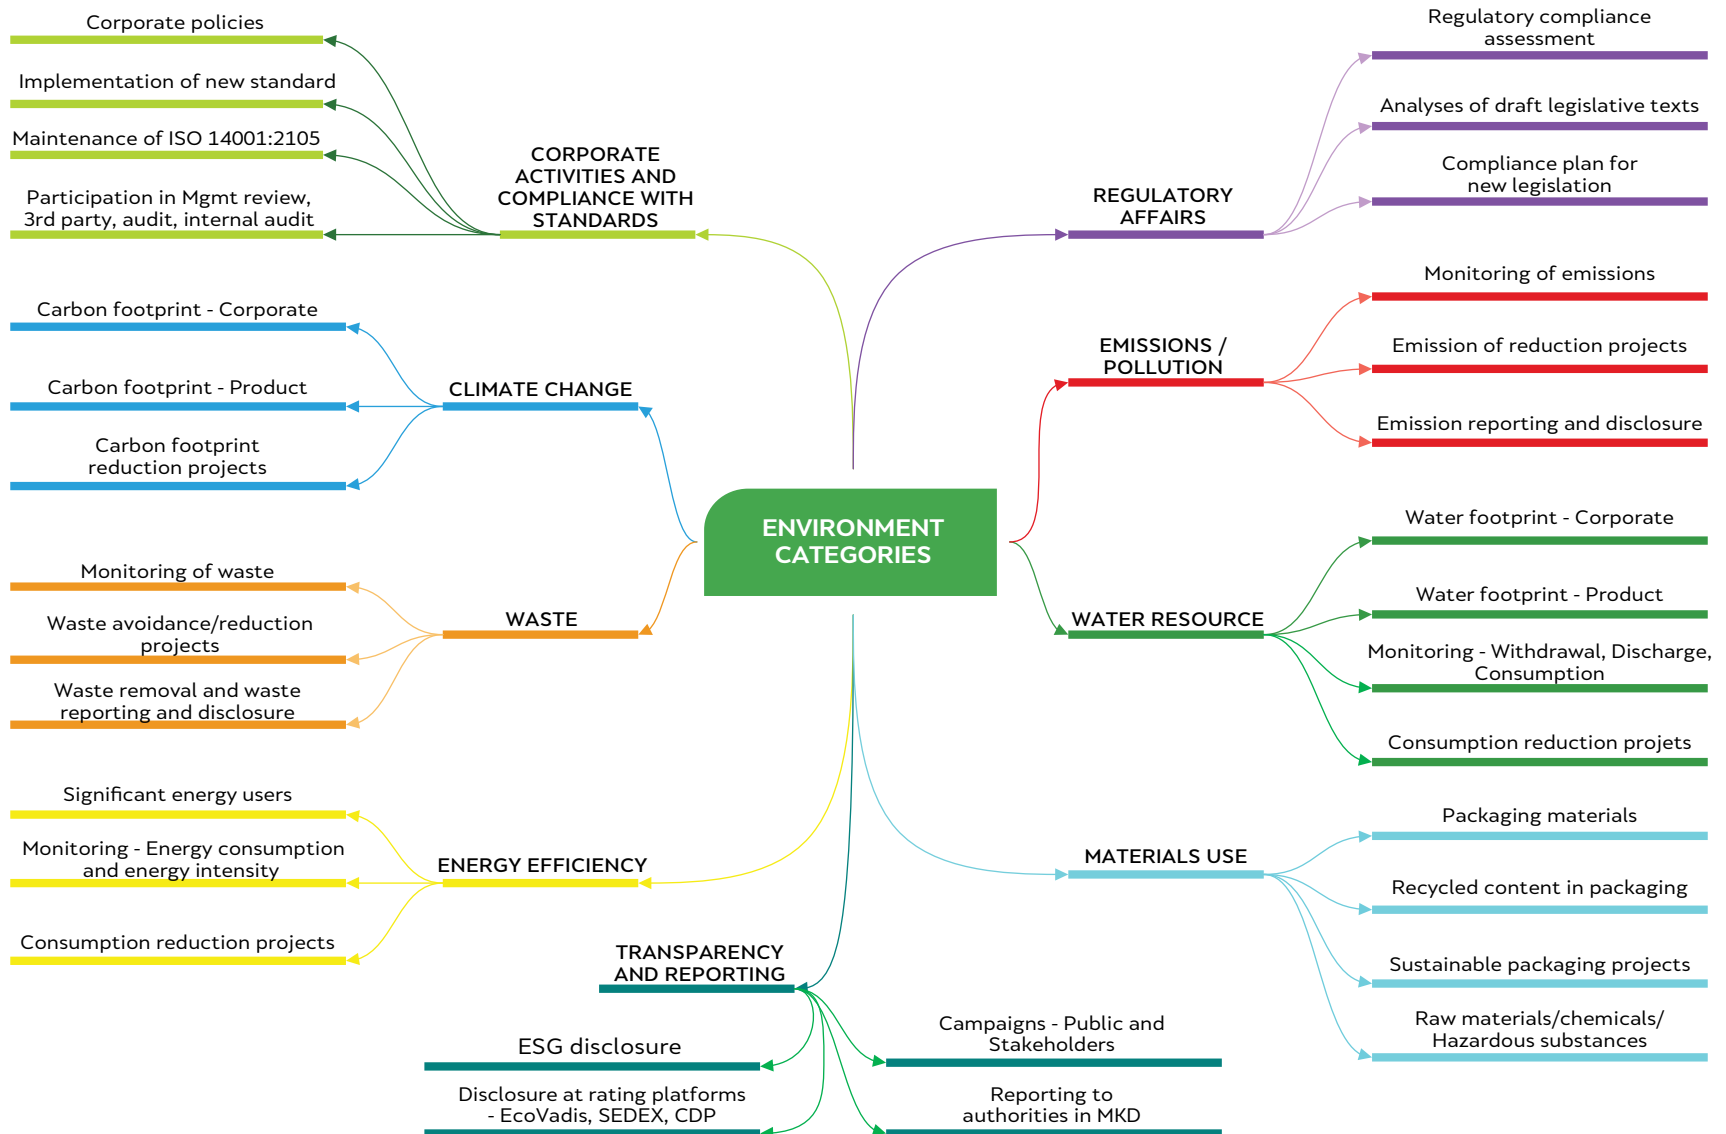 Corporate policies
Implementation of new standard
Maintenance of ISO 14001:2105
Participation in Mgmt review,
3rd party, audit, internal audit
CORPORATE
ACTIVITIES AND
COMPLIANCE WITH
STANDARDS
Carbon footprint - Corporate
Carbon footprint - Product
Carbon footprint
reduction projects
CLIMATE CHANGE
Monitoring of waste
Waste avoidance/reduction
projects
Waste removal and waste
reporting and disclosure
WASTE
Significant energy users
Monitoring - Energy consumption
and energy intensity
Consumption reduction projects
ENERGY EFFICIENCY
ENVIRONMENT
CATEGORIES
REGULATORY
AFFAIRS
Regulatory compliance
assessment
Analyses of draft legislative texts
Compliance plan for
new legislation
EMISSIONS /
POLLUTION
Monitoring of emissions
Emission of reduction projects
Emission reporting and disclosure
WATER RESOURCE
Water footprint - Corporate
Water footprint - Product
Monitoring - Withdrawal, Discharge,
Consumption
Consumption reduction projets
MATERIALS USE
Packaging materials
Recycled content in packaging
Sustainable packaging projects
Raw materials/chemicals/
Hazardous substances
TRANSPARENCY
AND REPORTING
ESG disclosure
Disclosure at rating platforms
- EcoVadis, SEDEX, CDP
Campaigns - Public and
Stakeholders
Reporting to
authorities in MKD